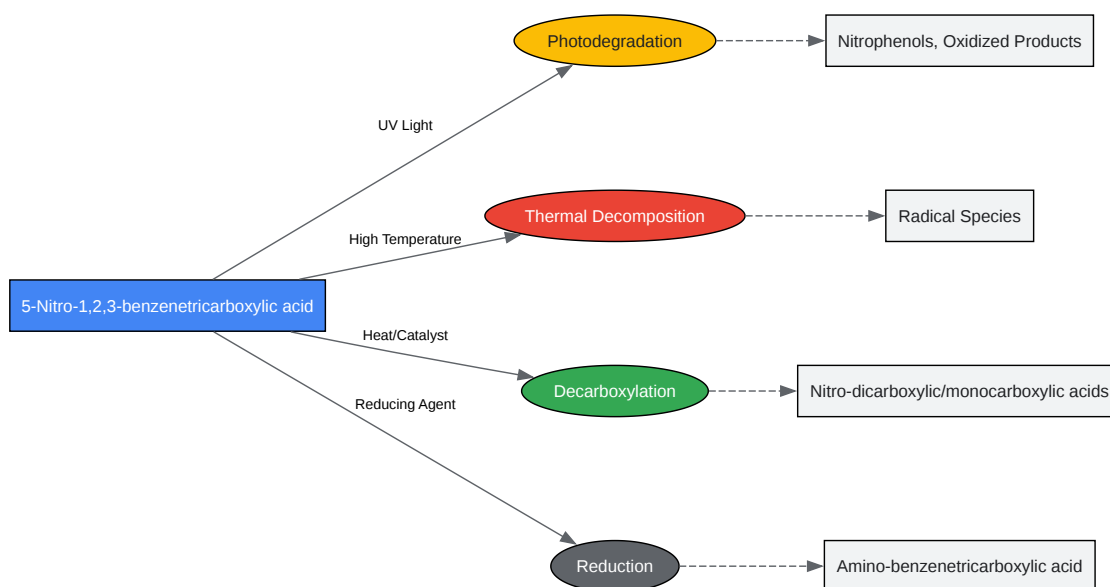 Photodegradation
Nitrophenols, Oxidized Products
UV Light
Thermal Decomposition
Radical Species
High Temperature
5-Nitro-1,2,3-benzenetricarboxylic acid
Heat/Catalyst
Decarboxylation
Nitro-dicarboxylic/monocarboxylic acids
Reducing Agent
Reduction
Amino-benzenetricarboxylic acid